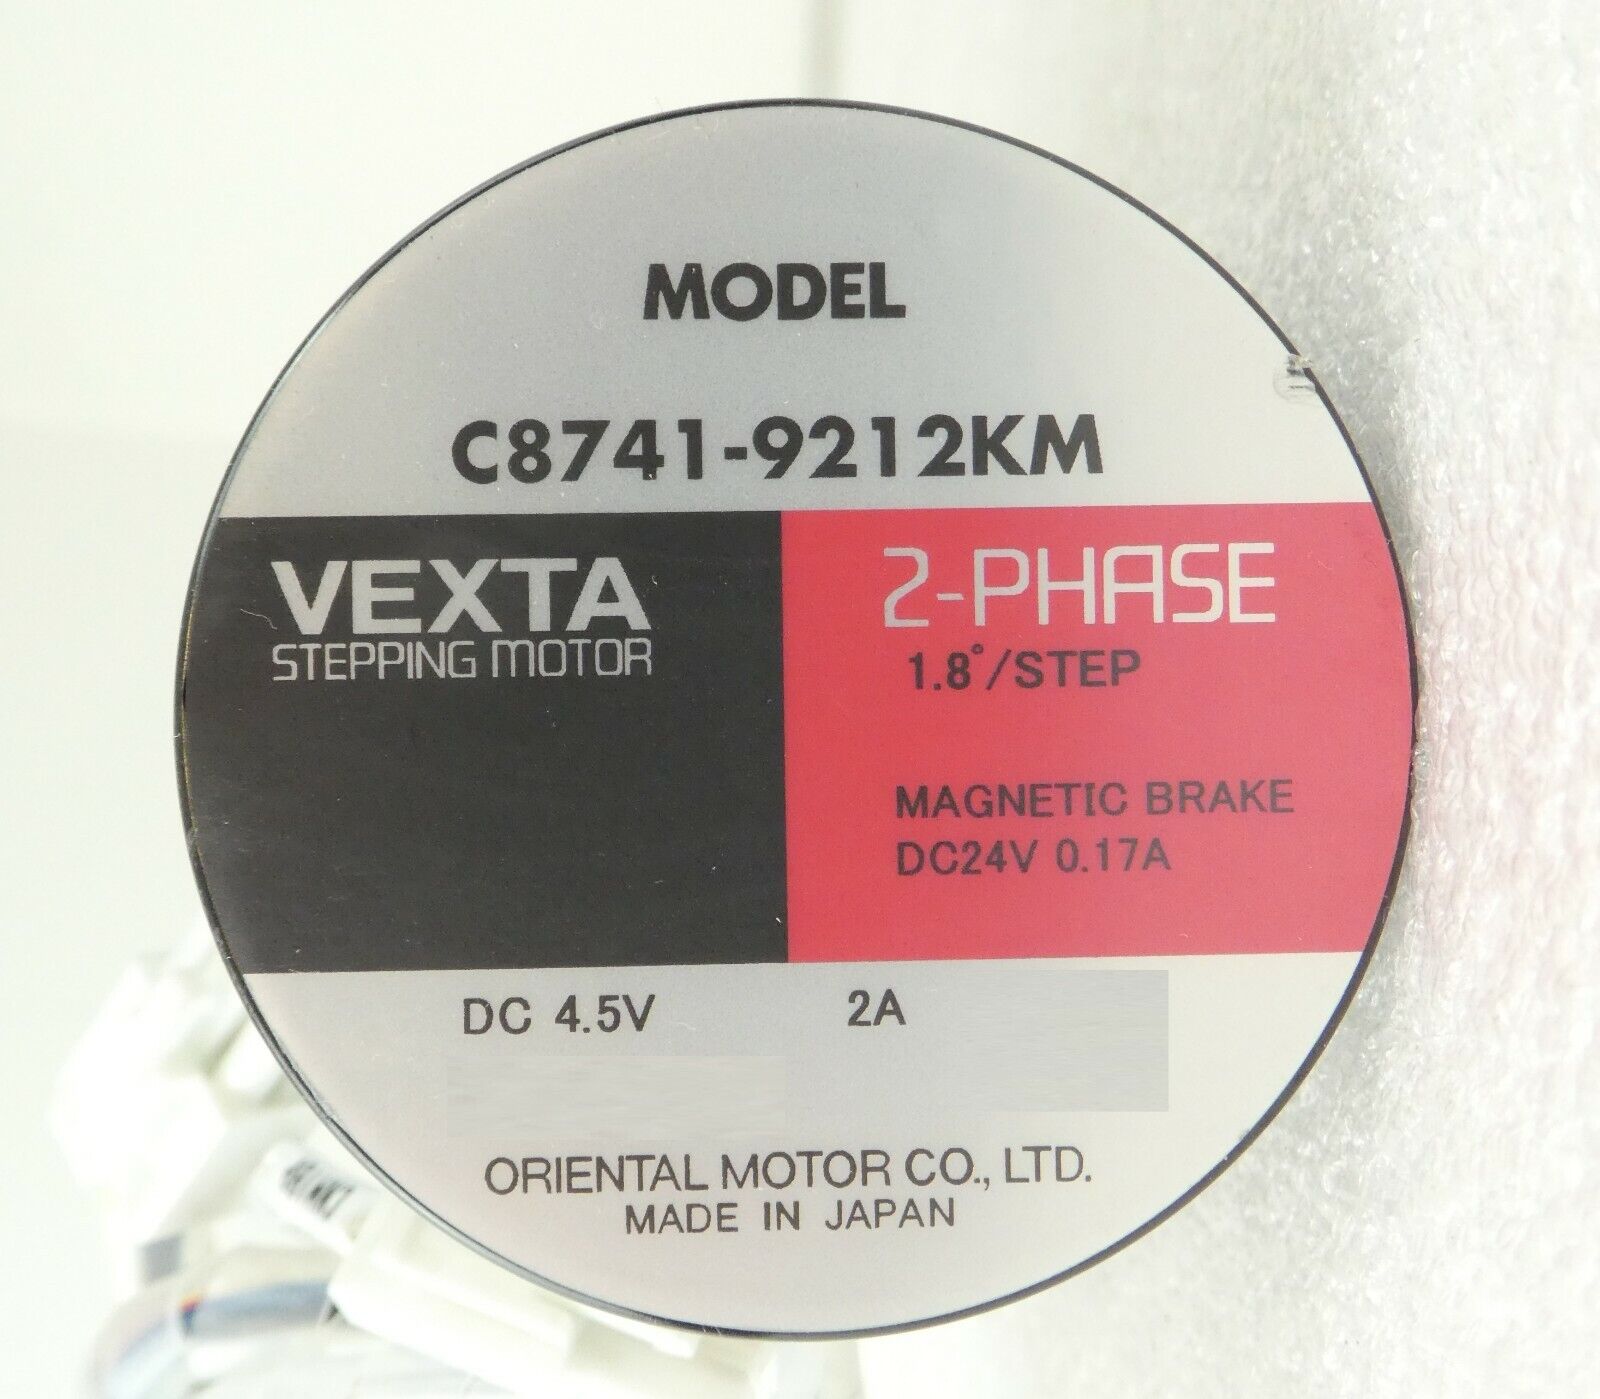 MODEL
C8741-9212KM
VEXTA
STEPPING MOTOR
2-PHASE
1.8°/STEP
MAGNETIC BRAKE
DC24V 0.17A
DC 4.5V 2A
ORIENTAL MOTOR CO., LTD.
MADE IN JAPAN